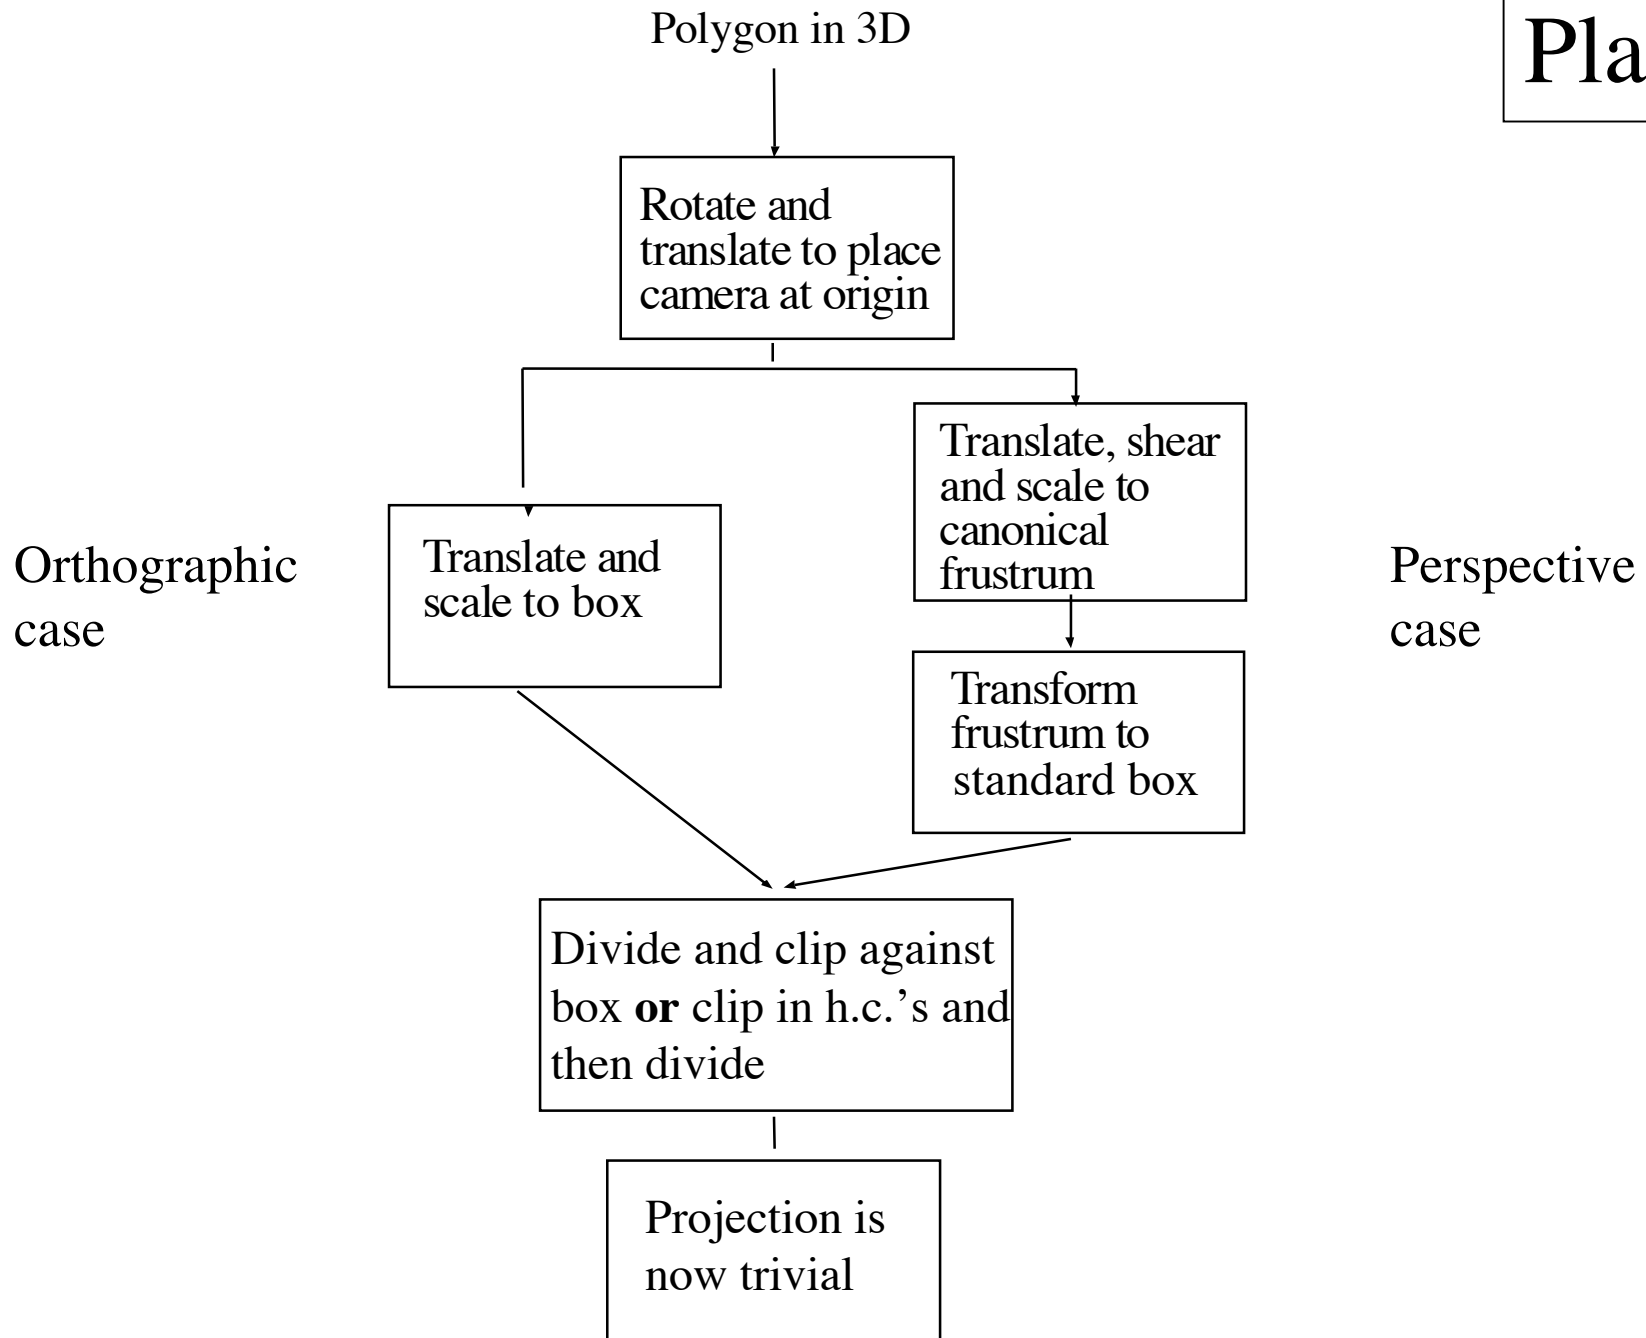 Polygon in 3D
Pla
Rotate and
translate to place
camera at origin
Translate, shear
and scale to
canonical
frustrum
Orthographic
case
Translate and
scale to box
Perspective
case
Transform
frustrum to
standard box
Divide and clip against
box or clip in h.c.’s and
then divide
Projection is
now trivial